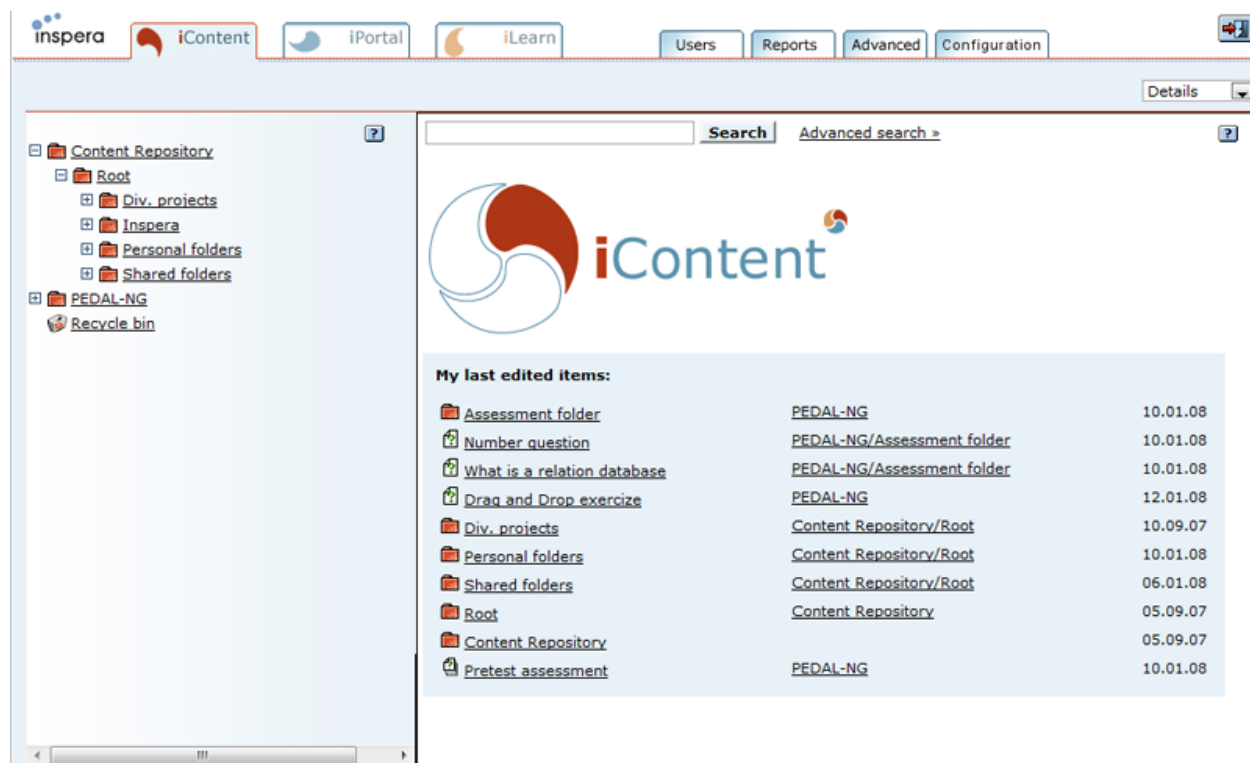 inspera iContent iPortal iLearn Users Reports Advanced Configuration
Details
? Search Advanced search » ?
Content Repository
Root
Div. projects
Inspera
Personal folders
Shared folders
PEDAL-NG
Recycle bin
iContent
My last edited items:
Assessment folder PEDAL-NG 10.01.08
Number question PEDAL-NG/Assessment folder 10.01.08
What is a relation database PEDAL-NG/Assessment folder 10.01.08
Drag and Drop exercize PEDAL-NG 12.01.08
Div. projects Content Repository/Root 10.09.07
Personal folders Content Repository/Root 10.01.08
Shared folders Content Repository/Root 06.01.08
Root Content Repository 05.09.07
Content Repository 05.09.07
Pretest assessment PEDAL-NG 10.01.08